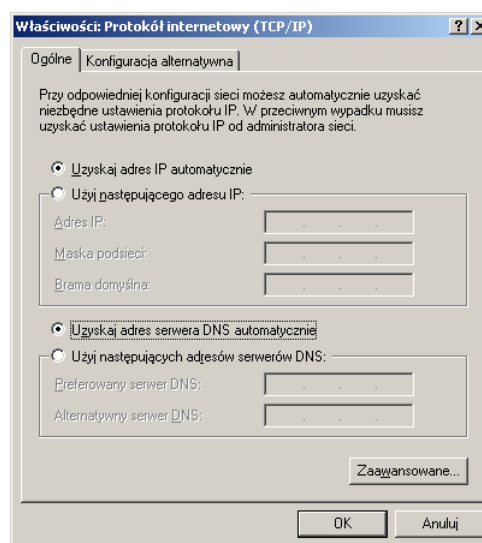 Właściwości: Protokół internetowy (TCP/IP)
Ogólne
Konfiguracja alternatywna
Przy odpowiedniej konfiguracji sieci możesz automatycznie uzyskać
niezbędne ustawienia protokołu IP. W przeciwnym wypadku musisz
uzyskać ustawienia protokołu IP od administratora sieci.
Uzyskaj adres IP automatycznie
Użyj następującego adresu IP:
Adres IP:
Maska podsieci:
Brama domyślna:
Uzyskaj adres serwera DNS automatycznie
Użyj następujących adresów serwerów DNS:
Preferowany serwer DNS:
Alternatywny serwer DNS:
Zaawansowane...
OK
Anuluj